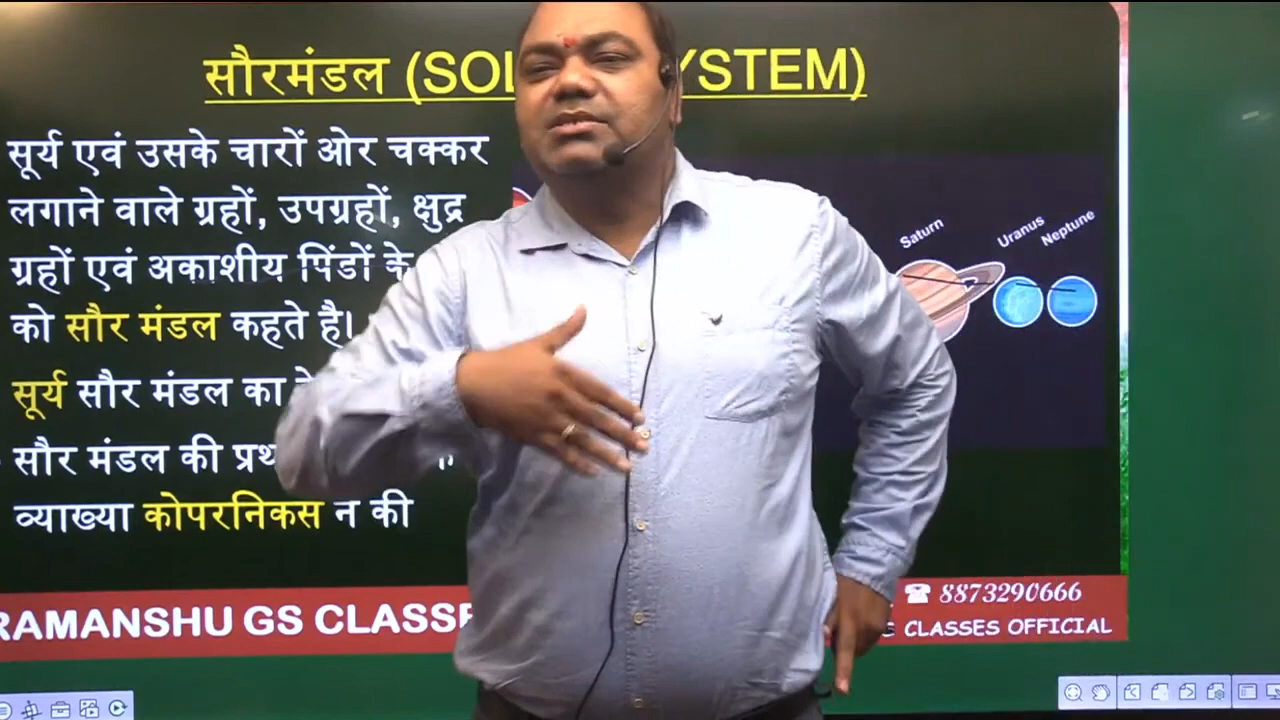 सौरमंडल (SOL YSTEM)
सूर्य एवं उसके चारों ओर चक्कर
लगाने वाले ग्रहों, उपग्रहों, क्षुद्र
ग्रहों एवं अकाशीय पिंडों के
को सौर मंडल कहते है।
सूर्य सौर मंडल का
सौर मंडल की
व्याख्या कोपरनिकस न की
Saturn
Uranus
Neptune
RAMANSHU GS CLASSE
☎ 8873290666
CLASSES OFFICIAL